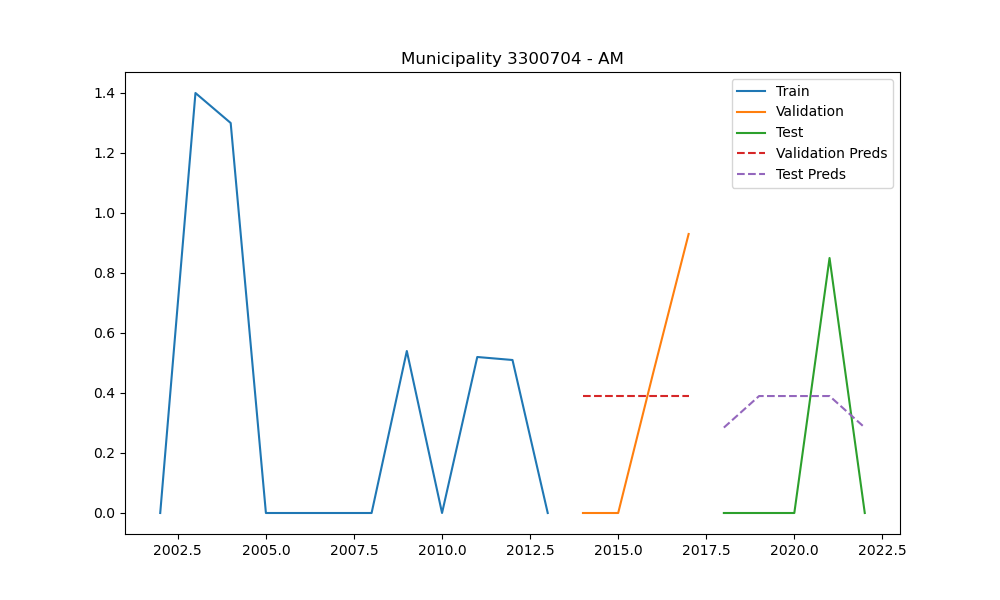 Municipality 3300704 - AM
Train
Validation
Test
Validation Preds
Test Preds
1.4
1.2
1.0
0.8
0.6
0.4
0.2
0.0
2002.5 2005.0 2007.5 2010.0 2012.5 2015.0 2017.5 2020.0 2022.5